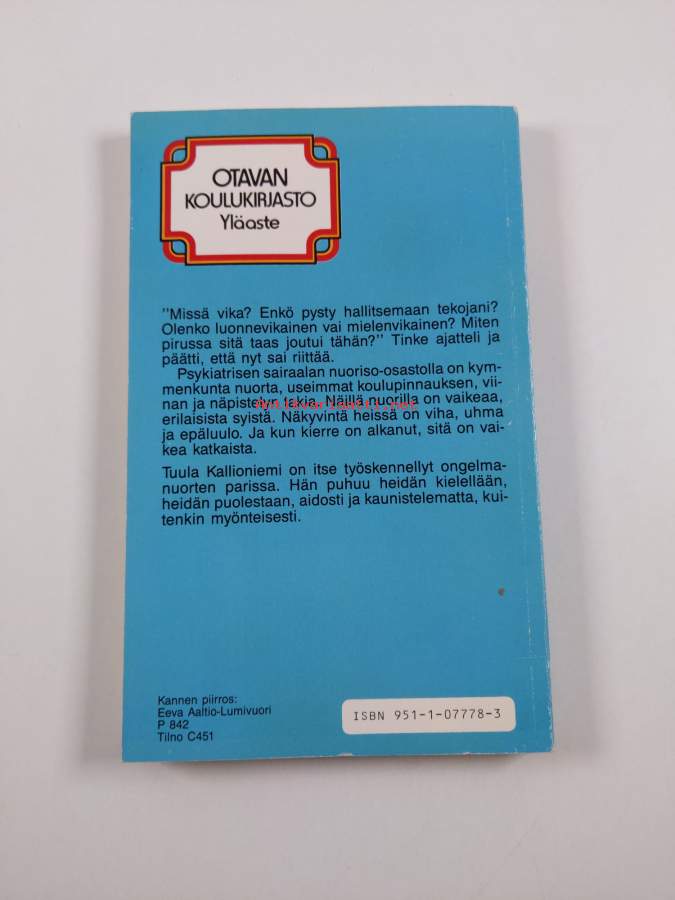 OTAVAN
KOULUKIRJASTO
Yläaste
"Missä vika? Enkö pysty hallitsemaan tekojani?
Olenko luonnevikainen vai mielenvikainen? Miten
pirussa sitä taas joutui tähän?" Tinke ajatteli ja
päätti, että nyt sai riittää.
Psykiatrisen sairaalan nuoriso-osastolla on kym-
menkunta nuorta, useimmat koulupinnauksen, vii-
nan ja näpistelyn takia. Näillä nuorilla on vaikeaa,
Antikvariaatti.net
erilaisista syistä. Näkyvintä heissä on viha, uhma
ja epäluulo. Ja kun kierre on alkanut, sitä on vai-
kea katkaista.
Tuula Kallioniemi on itse työskennellyt ongelma-
nuorten parissa. Hän puhuu heidän kielellään,
heidän puolestaan, aidosti ja kaunistelematta, kui-
tenkin myönteisesti.
Kannen piirros:
Eeva Aaltio-Lumivuori
P 842
Tilno C451
ISBN 951-1-07778-3